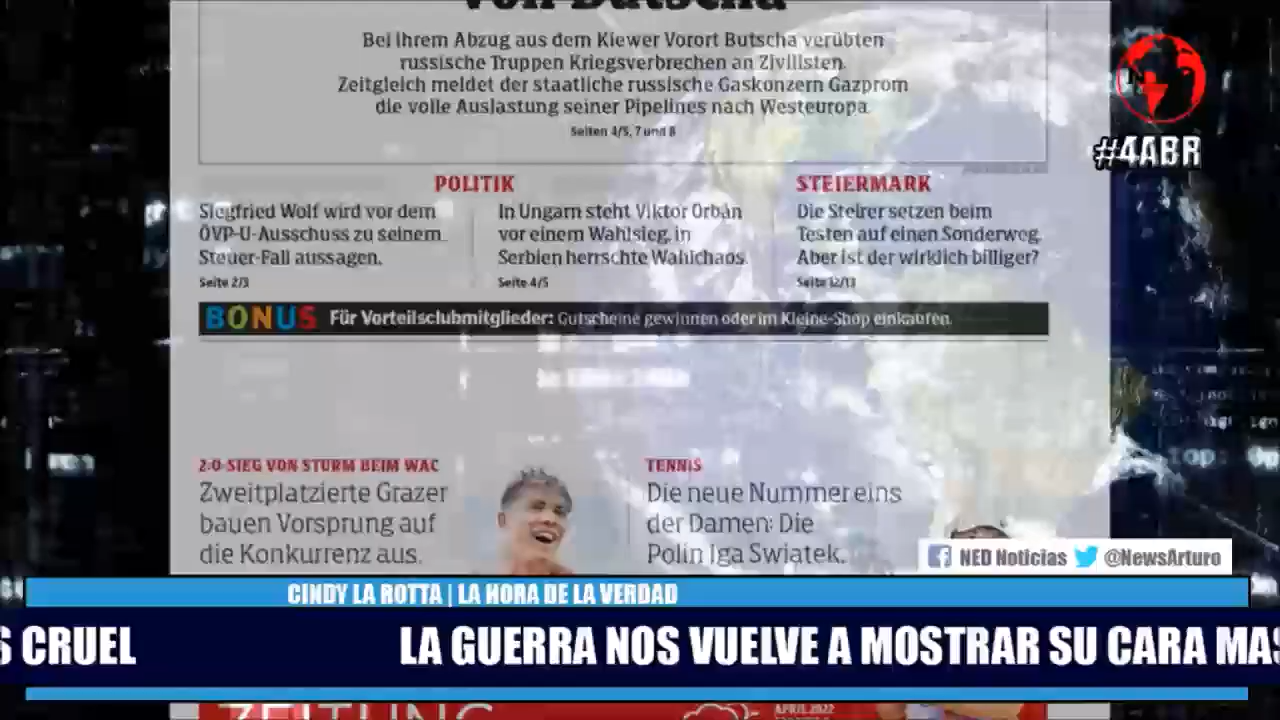 von Butscha
Bei ihrem Abzug aus dem Kiewer Vorort Butscha verübten
russische Truppen Kriegsverbrechen an Zivilisten.
Zeitgleich meldet der staatliche russische Gaskonzern Gazprom
die volle Auslastung seiner Pipelines nach Westeuropa.
Seiten 4/5, 7 und 8
#4ABR
POLITIK
Siegfried Wolf wird vor dem
ÖVP-U-Ausschuss zu seinem
Steuer-Fall aussagen.
Seite 2/3
In Ungarn steht Viktor Orbán
vor einem Wahlsieg, in
Serbien herrschte Wahlchaos.
Seite 4/5
STEIERMARK
Die Steirer setzen beim
Testen auf einen Sonderweg.
Aber ist der wirklich billiger?
Seite 12/13
BONUS Für Vorteilsclubmitglieder: Gutscheine gewinnen oder im Kleine-Shop einkaufen.
2:0-SIEG VON STURM BEIM WAC
Zweitplatzierte Grazer
bauen Vorsprung auf
die Konkurrenz aus.
TENNIS
Die neue Nummer eins
der Damen: Die
Polin Iga Swiatek.
NED Noticias @NewsArturo
CINDY LA ROTTA | LA HORA DE LA VERDAD
S CRUEL LA GUERRA NOS VUELVE A MOSTRAR SU CARA MAS
ZEITUNG
APRIL 2022